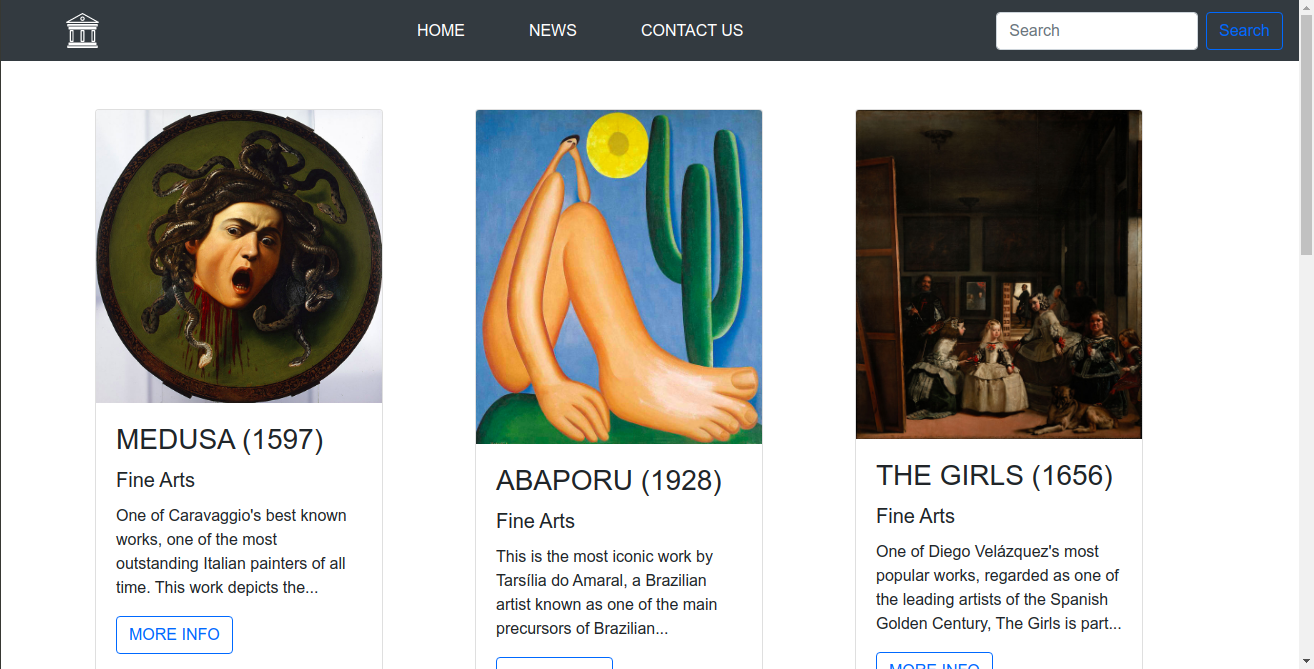 HOME
NEWS
CONTACT US
Search
Search
MEDUSA (1597)
Fine Arts
One of Caravaggio's best known
works, one of the most
outstanding Italian painters of all
time. This work depicts the...
MORE INFO
ABAPORU (1928)
Fine Arts
This is the most iconic work by
Tarsília do Amaral, a Brazilian
artist known as one of the main
precursors of Brazilian...
THE GIRLS (1656)
Fine Arts
One of Diego Velázquez's most
popular works, regarded as one of
the leading artists of the Spanish
Golden Century, The Girls is part...
MORE INFO